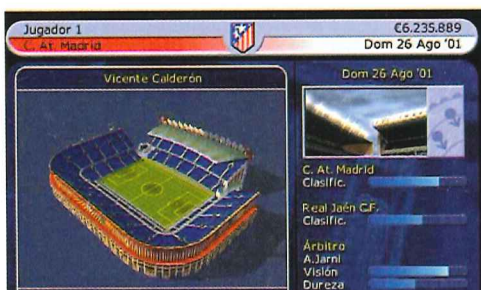 Jugador 1
€6.235.889
C. At. Madrid
Dom 26 Ago '01
Vicente Calderón
Dom 26 Ago '01
C. At. Madrid
Clasific.
Real Jaén C.F.
Clasific.
Árbitro
A.Jarni
Visión
Dureza